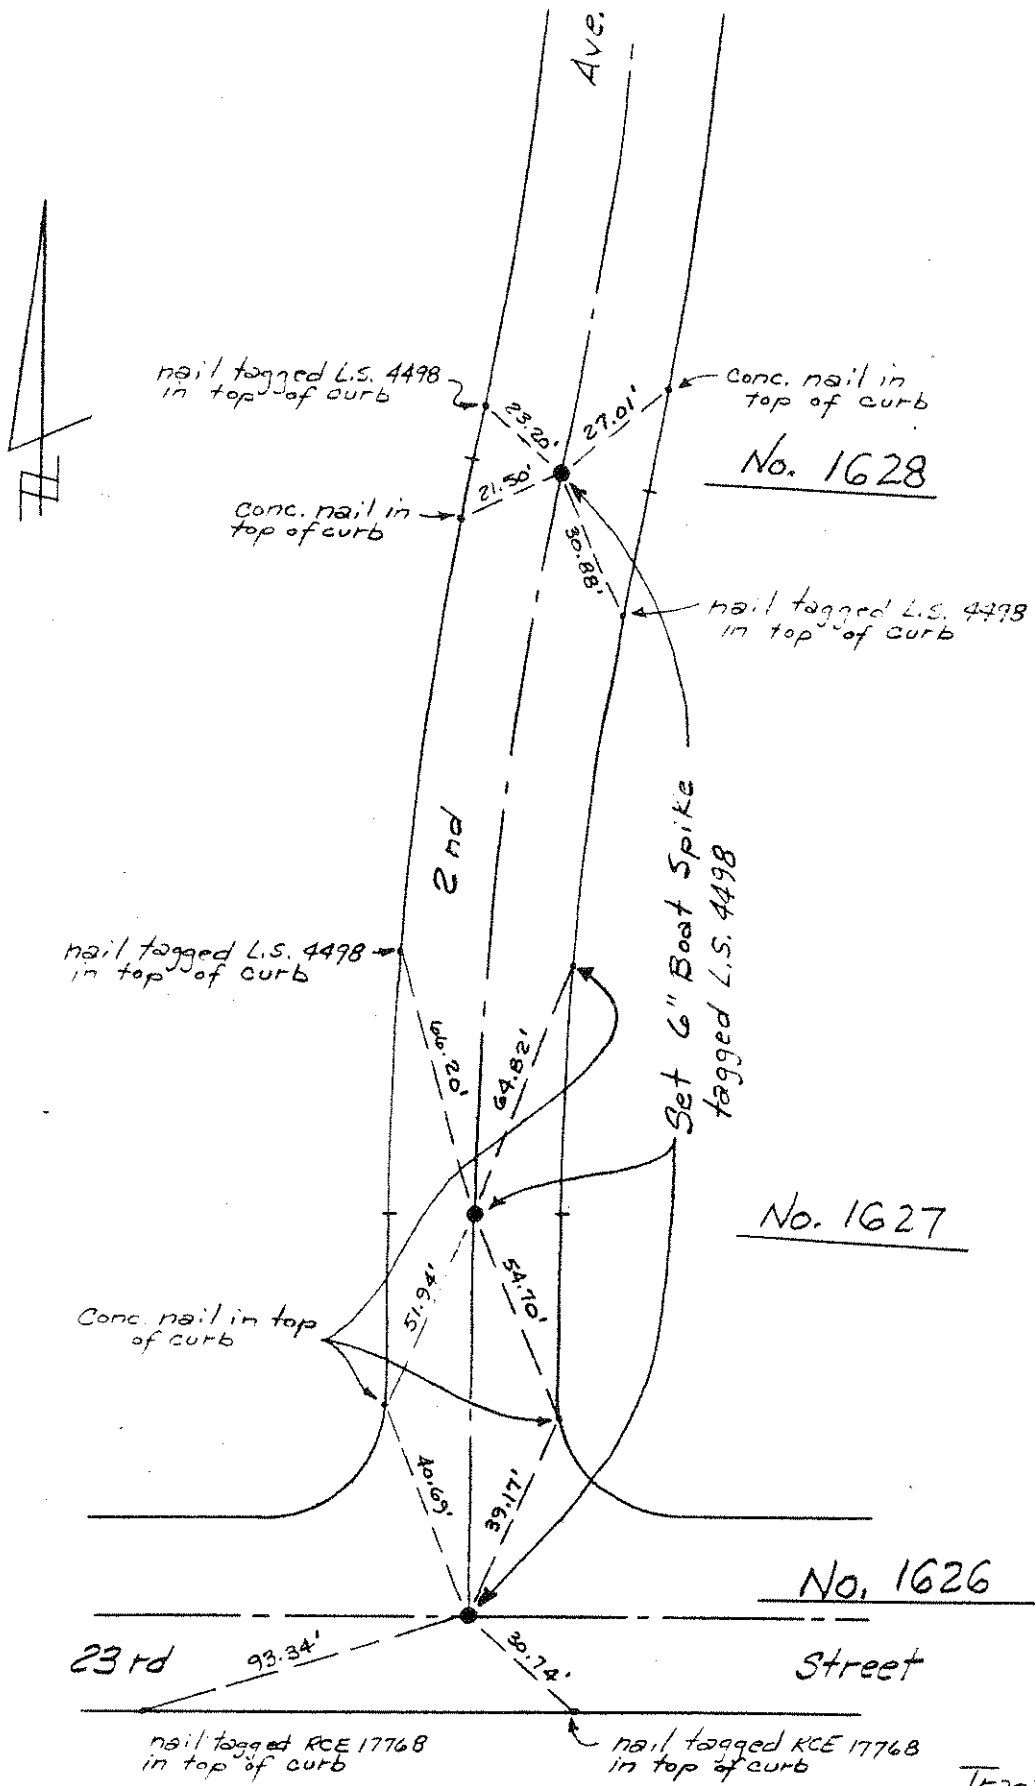 Ave.
nail tagged L.S. 4498
in top of curb
conc. nail in
top of curb
23.20'
27.01'
No. 1628
21.50'
conc. nail in
top of curb
30.88'
nail tagged L.S. 4498
in top of curb
N
2nd
Set 6" Boat Spike
tagged L.S. 4498
nail tagged L.S. 4498
in top of curb
66.20'
64.82'
No. 1627
51.94'
54.70'
Conc. nail in top
of curb
40.69'
39.17'
No. 1626
23rd
93.34'
30.74'
Street
nail tagged RCE 17768
in top of curb
nail tagged RCE 17768
in top of curb